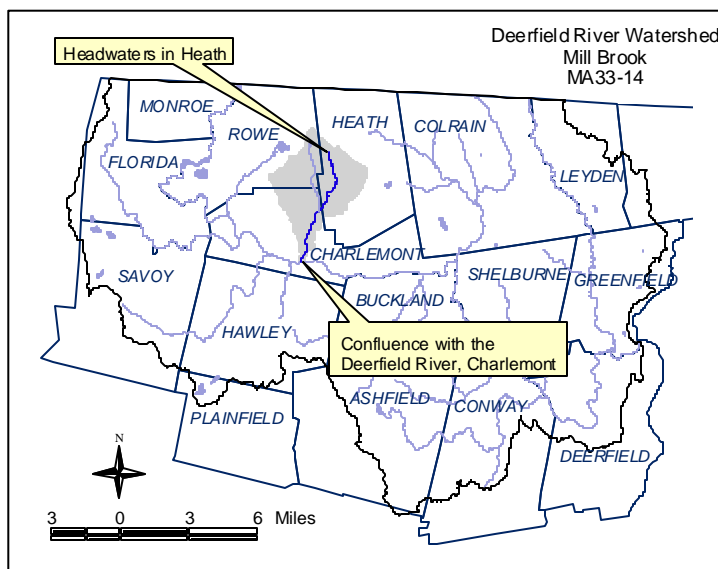 Deerfield River Watershed
Mill Brook
MA33-14
Headwaters in Heath
MONROE
ROWE
HEATH
COLRAIN
FLORIDA
LEYDEN
CHARLEMONT
SAVOY
SHELBURNE
GREENFIELD
BUCKLAND
HAWLEY
Confluence with the
Deerfield River, Charlemont
ASHFIELD
CONWAY
PLAINFIELD
DEERFIELD
N
3 0 3 6 Miles